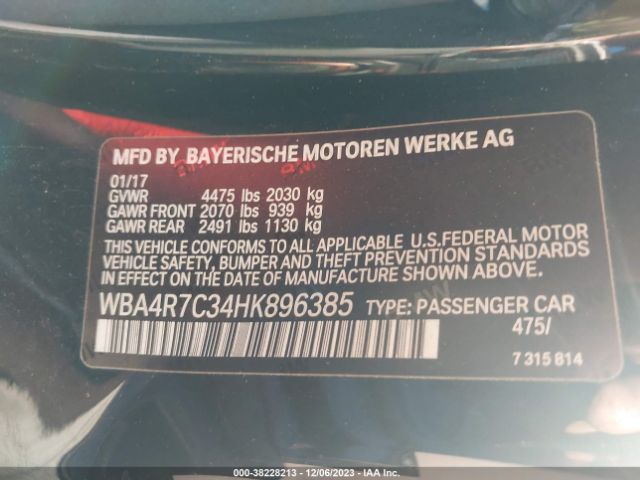 MFD BY BAYERISCHE MOTOREN WERKE AG
01/17
GVWR 4475 lbs 2030 kg
GAWR FRONT 2070 lbs 939 kg
GAWR REAR 2491 lbs 1130 kg
THIS VEHICLE CONFORMS TO ALL APPLICABLE U.S.FEDERAL MOTOR
VEHICLE SAFETY, BUMPER AND THEFT PREVENTION STANDARDS
IN EFFECT ON THE DATE OF MANUFACTURE SHOWN ABOVE.
WBA4R7C34HK896385 TYPE: PASSENGER CAR
475/
7 315 814
000-38228213 - 12/06/2023 - IAA Inc.